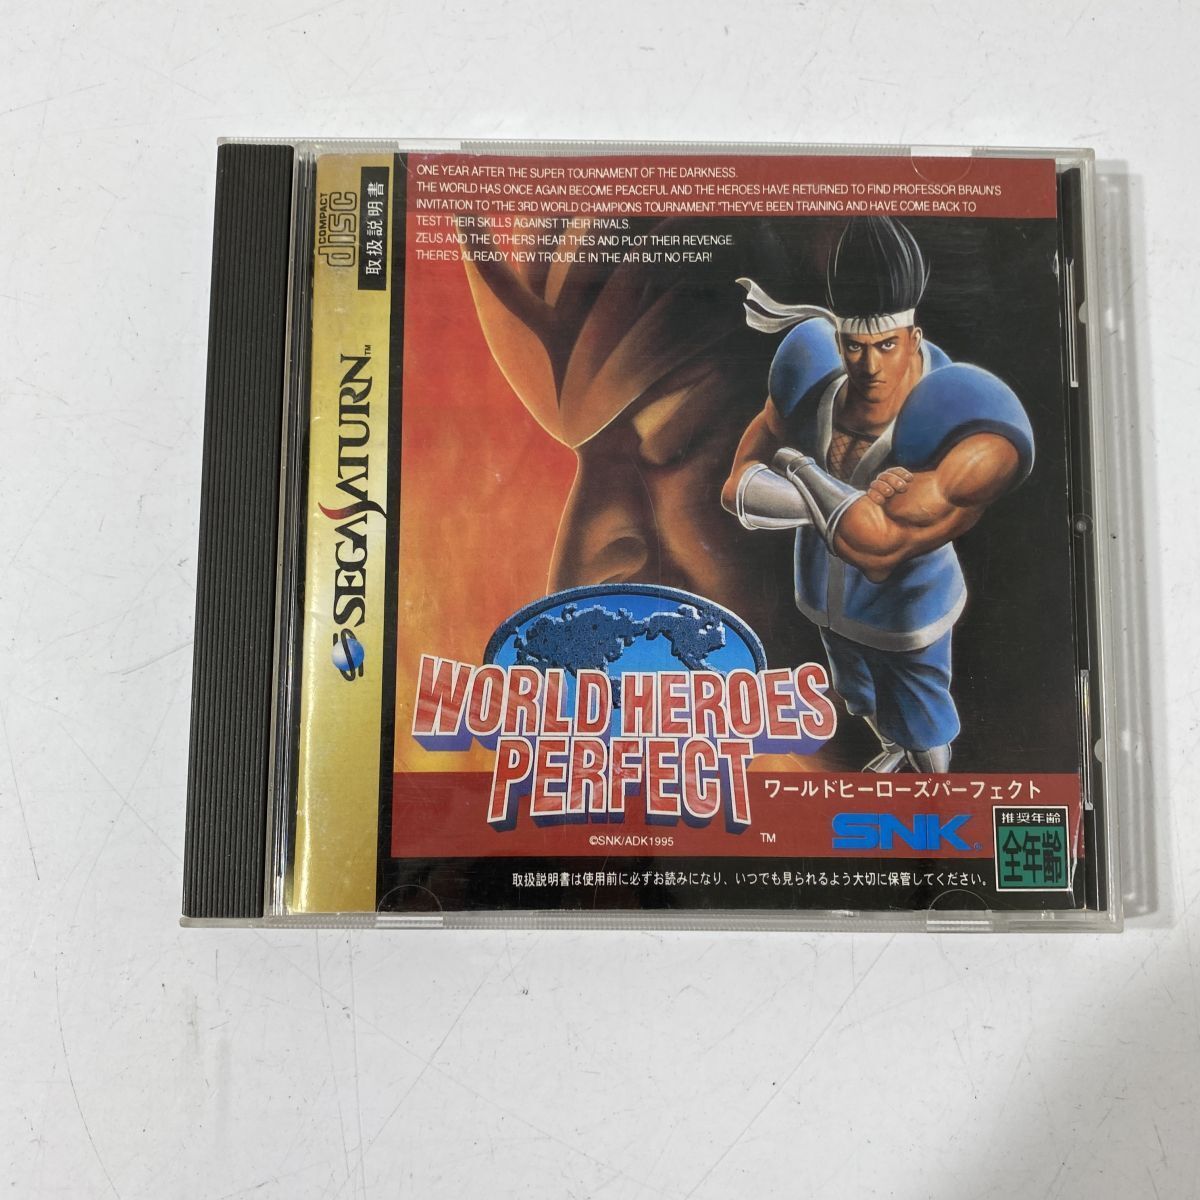 ONE YEAR AFTER THE SUPER TOURNAMENT OF THE DARKNESS.
THE WORLD HAS ONCE AGAIN BECOME PEACEFUL AND THE HEROES HAVE RETURNED TO FIND PROFESSOR BRAUN'S
INVITATION TO "THE 3RD WORLD CHAMPIONS TOURNAMENT."THEY'VE BEEN TRAINING AND HAVE COME BACK TO
TEST THEIR SKILLS AGAINST THEIR RIVALS.
ZEUS AND THE OTHERS HEAR THES AND PLOT THEIR REVENGE.
THERE'S ALREADY NEW TROUBLE IN THE AIR BUT NO FEAR!
COMPACT
disc
取扱説明書
SEGA SATURN™
WORLD HEROES
PERFECT
™
ワールドヒーローズパーフェクト
©SNK/ADK1995
SNK®
推奨年齢
全年齢
取扱説明書は使用前に必ずお読みになり、いつでも見られるよう大切に保管してください。